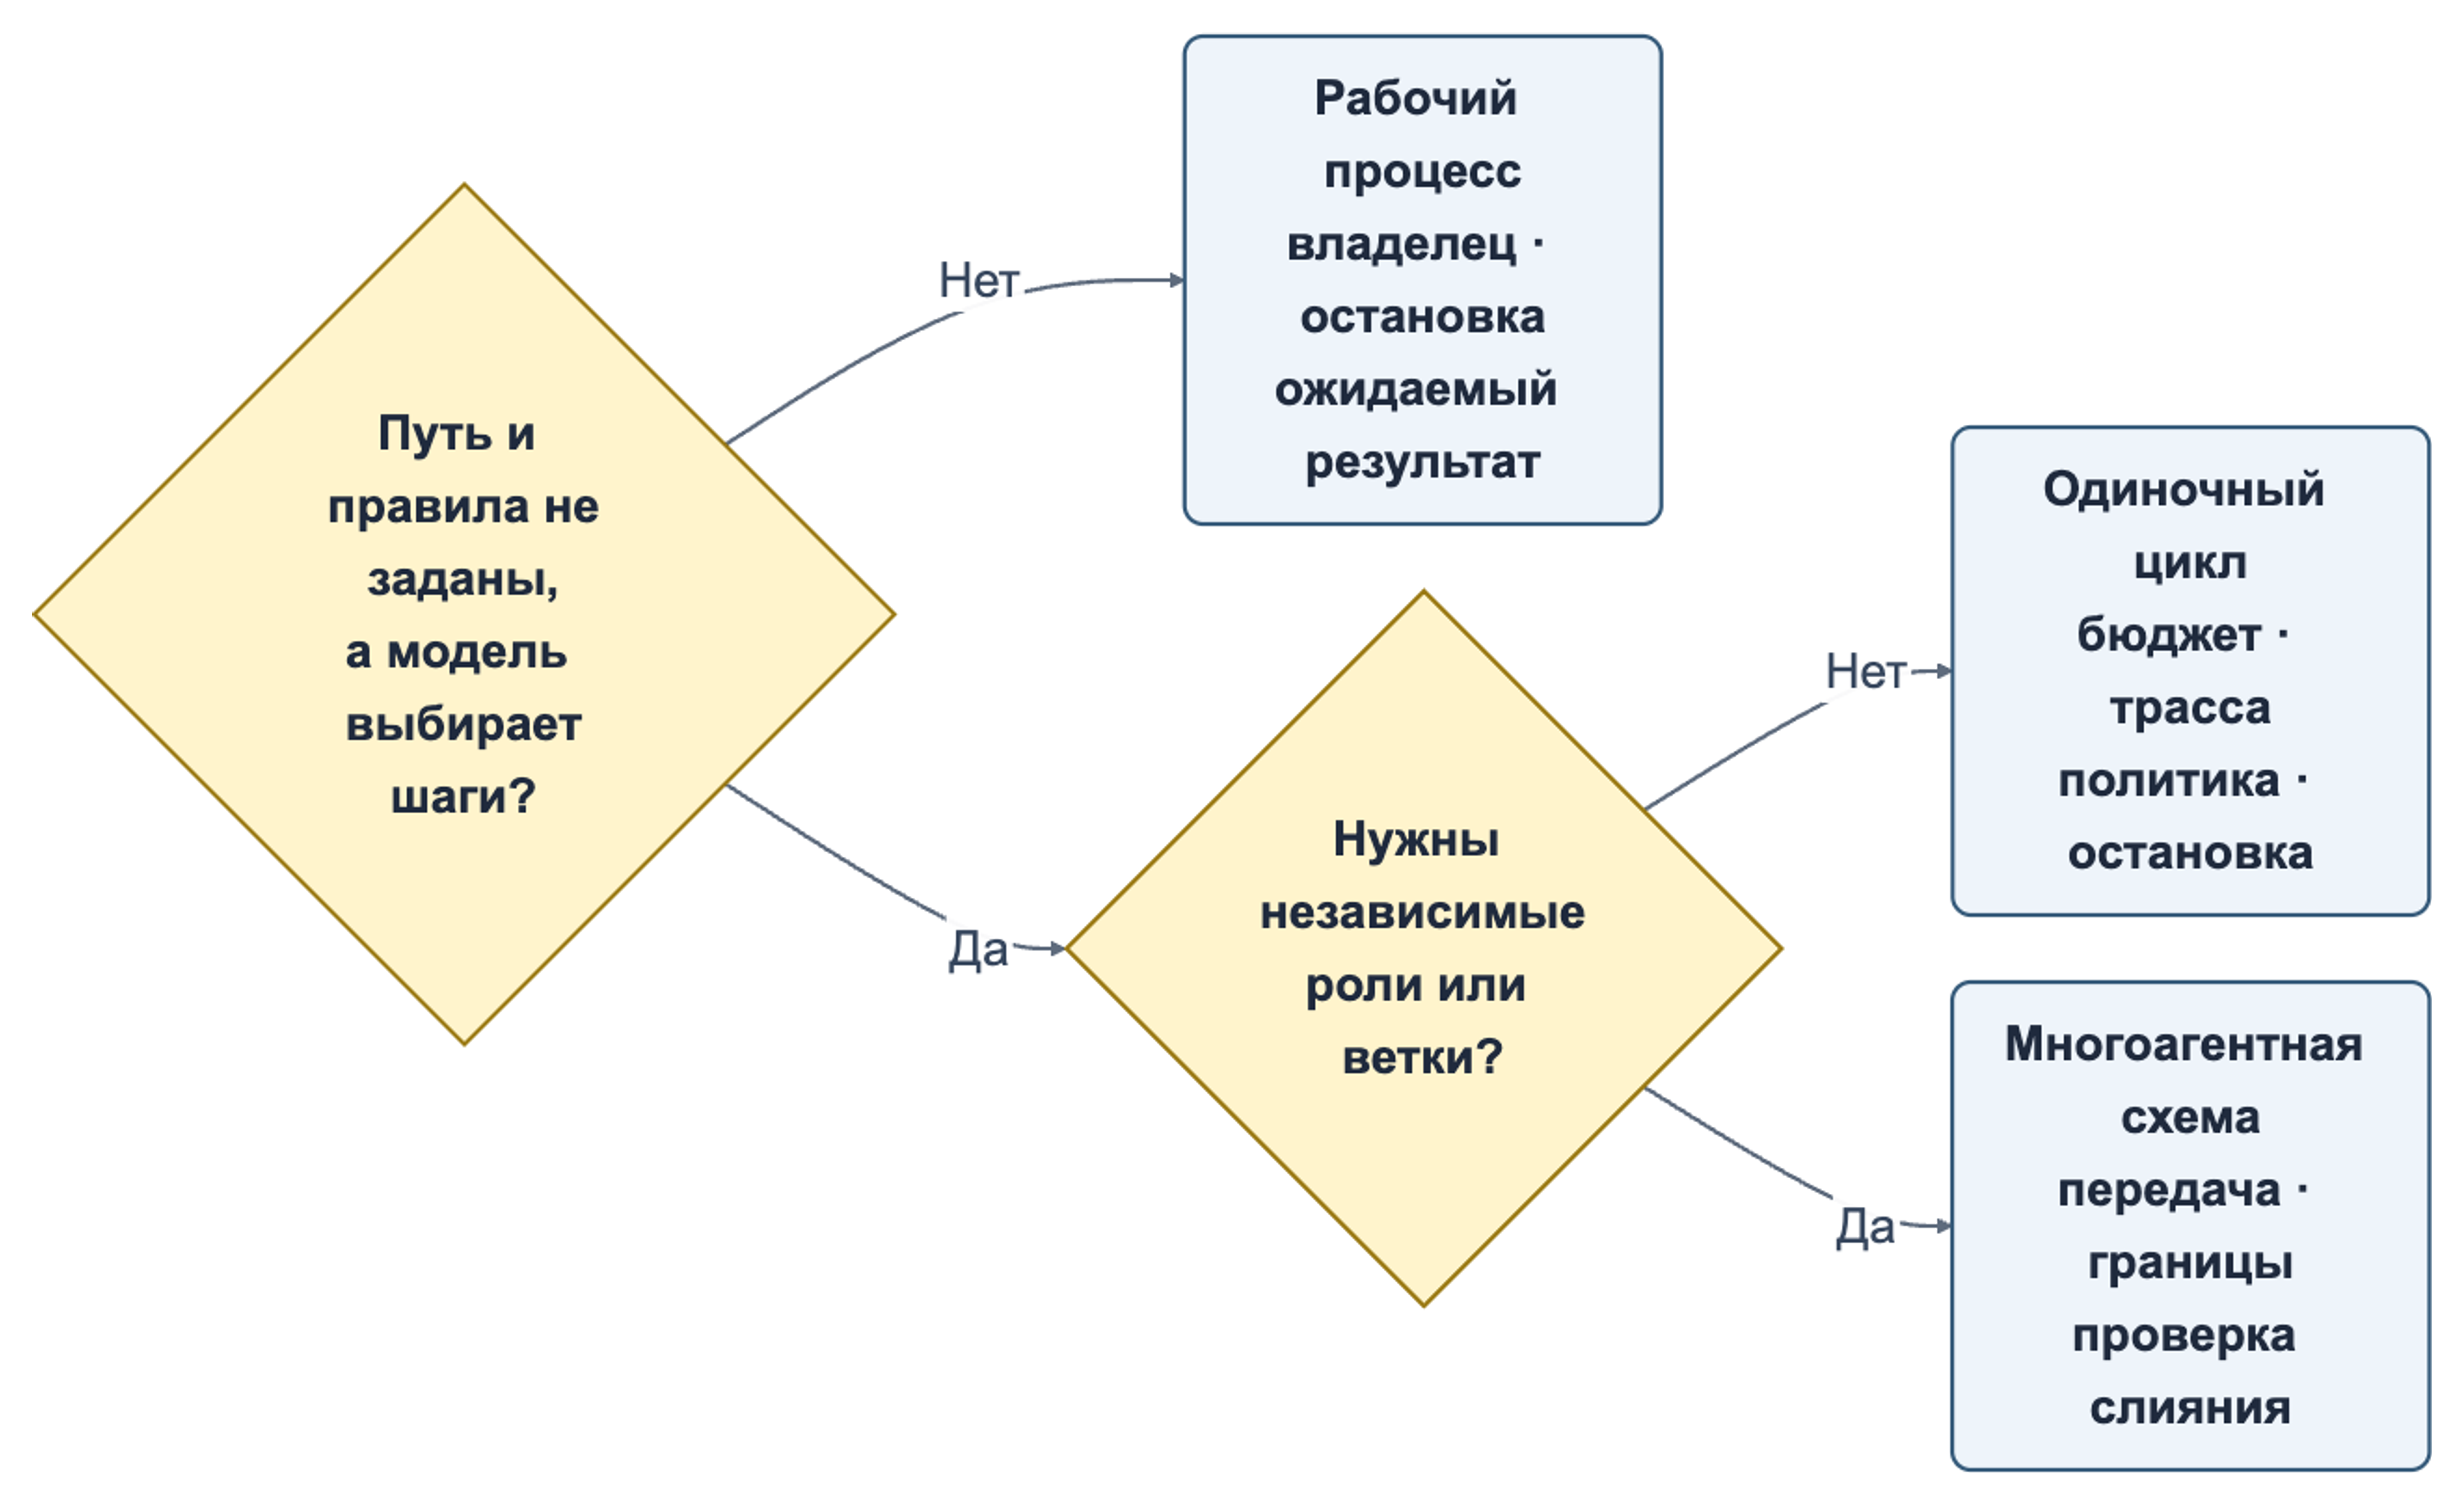 Путь и
правила не
заданы,
а модель
выбирает
шаги?
Нет
Рабочий
процесс
владелец ·
остановка
ожидаемый
результат
Да
Нужны
независимые
роли или
ветки?
Нет
Одиночный
цикл
бюджет ·
трасса
политика ·
остановка
Да
Многоагентная
схема
передача ·
границы
проверка
слияния